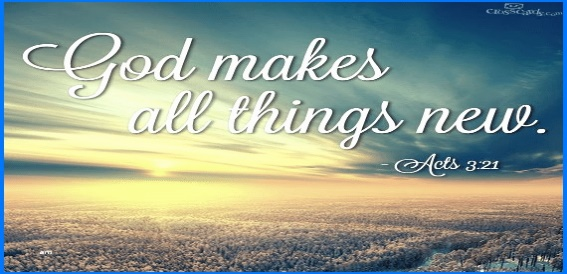 God makes
all things new.
- Acts 3:21